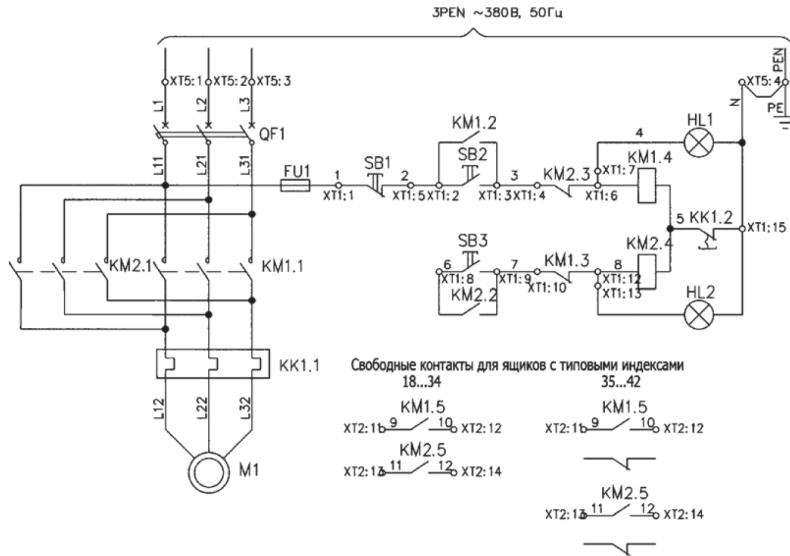 3PEN ~380В, 50Гц
XT5:1
XT5:2
XT5:3
L1
L2
L3
QF1
L11
L21
L31
PEN
XT5:4
N
PE
FU1
1
XT1:1
SB1
2
XT1:5
XT1:2
KM1.2
SB2
XT1:3
3
XT1:4
KM2.3
XT1:7
XT1:6
4
HL1
KM1.4
5
KK1.2
XT1:15
KM2.1
KM1.1
6
XT1:8
SB3
KM2.2
7
XT1:9
XT1:10
KM1.3
8
XT1:12
XT1:13
KM2.4
HL2
KK1.1
L12
L22
L32
M1
Свободные контакты для ящиков с типовыми индексами
18...34
35...42
KM1.5
XT2:11 9 10 XT2:12
KM2.5
XT2:13 11 12 XT2:14
KM1.5
XT2:11 9 10 XT2:12
KM2.5
XT2:13 11 12 XT2:14